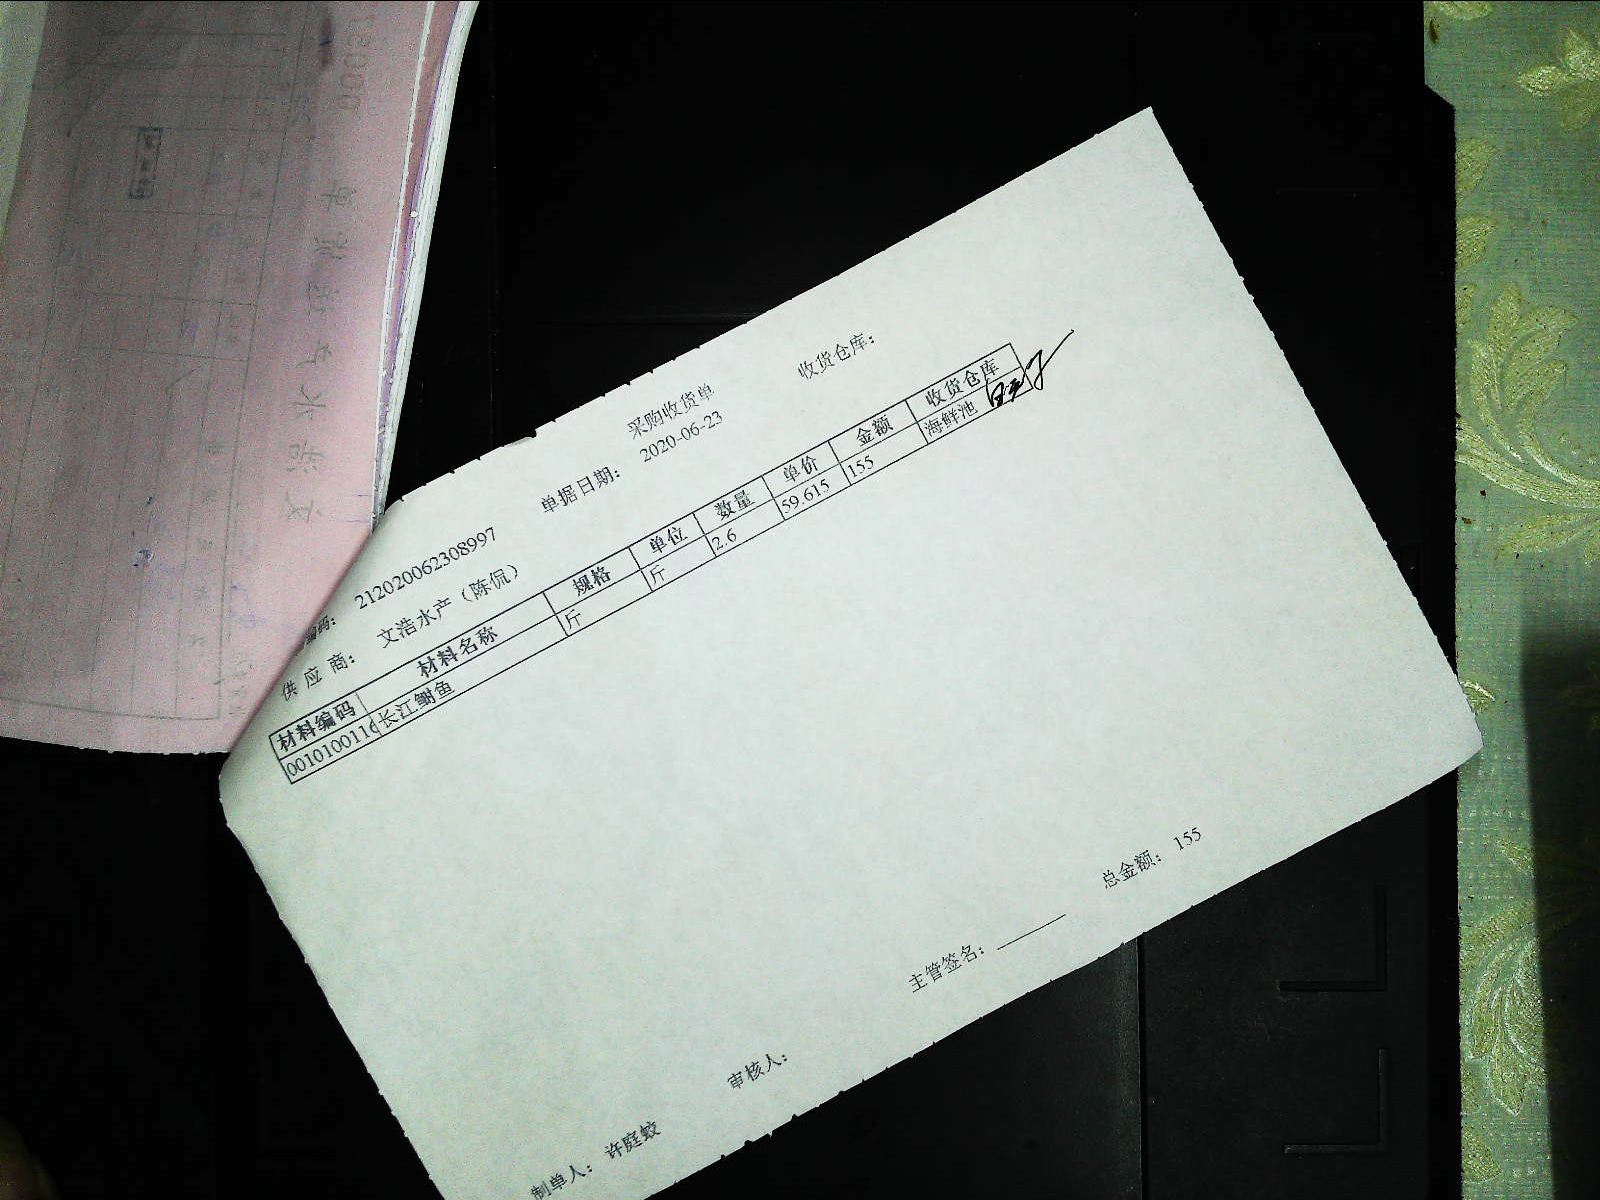 采购收货单
编码: 212020062308997 单据日期: 2020-06-23 收货仓库:
供 应 商: 文浩水产（陈侃）
材料编码 材料名称 规格 单位 数量 单价 金额 收货仓库
0010100116 长江鮰鱼 斤 斤 2.6 59.615 155 海鲜池
总金额: 155
制单人: 许庭蛟 审核人: 主管签名: